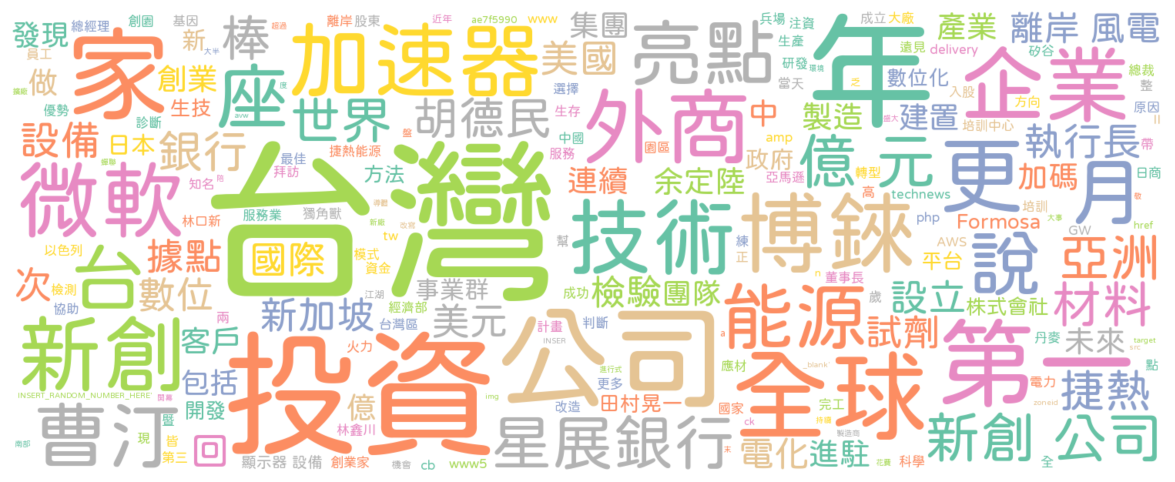 發現
總經理
創園
家
棒
基因
新
離岸
股東
加速器
ae7f5990
近年
www
集團
美國
亮點
兵場
注資
成立
大廠
年
產業
離岸
風電
企業
員工
做
創業
生技
優勢
診斷
座
世界
胡德民
選擇
生存
外商
中
生產
研發
當天
遠見
delivery
數位化
矽谷
總裁
入股
方向
整
原因
II
設備
日本
銀行
捷熱能源
最佳
拜訪
方法
中國
服務
園區
連續
製造
建置
培訓中心
執行長
帶
日商
微軟
知名
林口新
服務業
獨角獸
台灣
國際
以色列
據點
模式
資金
tw
技術
余定陸
amp
亞馬遜
政府
億
元
轉型
高
technews
php
更
月
加碼
培訓
Formosa
GW
href
博錸
AWS
平台
說
亞洲
次
台
檢測
協助
數位
新加坡
江湖
經濟部
台灣區
事業群
美元
幫
成功
檢驗
團隊
練
正
董事長
歲
設立
株式會社
材料
新創
客戶
包括
兩
火力
投資
公司
計畫
判斷
INSER
進行式
更多
能源
試劑
全球
第一
未來
丹麥
點
target
INSERT_RANDOM_NUMBER_HERE'
開幕
曹汀
現
皆
第三
回
開發
億
林鑫川
顯示器
設備
創業家
機會
cb
www5
img
星展銀行
改造
田村晃一
國家
ck
應材
_blank'
電化
完工
進駐
科學
電力
zoneid
捷熱
新創
公司
全
花蓮
南部